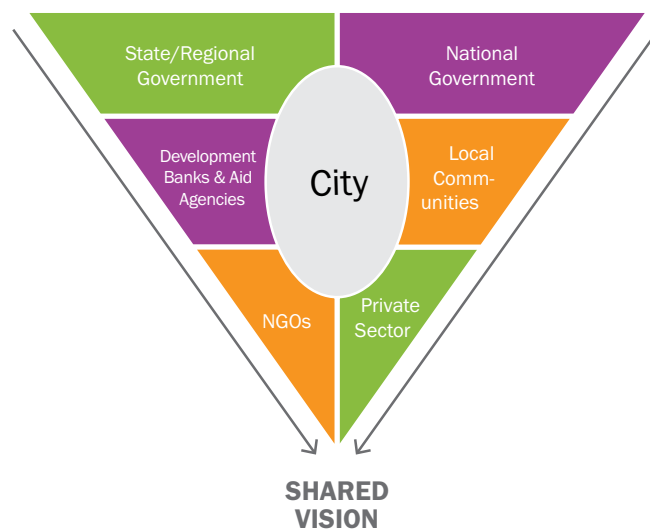 State/Regional
Government
National
Government
Development
Banks & Aid
Agencies
City
Local
Comm-
unities
NGOs
Private
Sector
SHARED
VISION